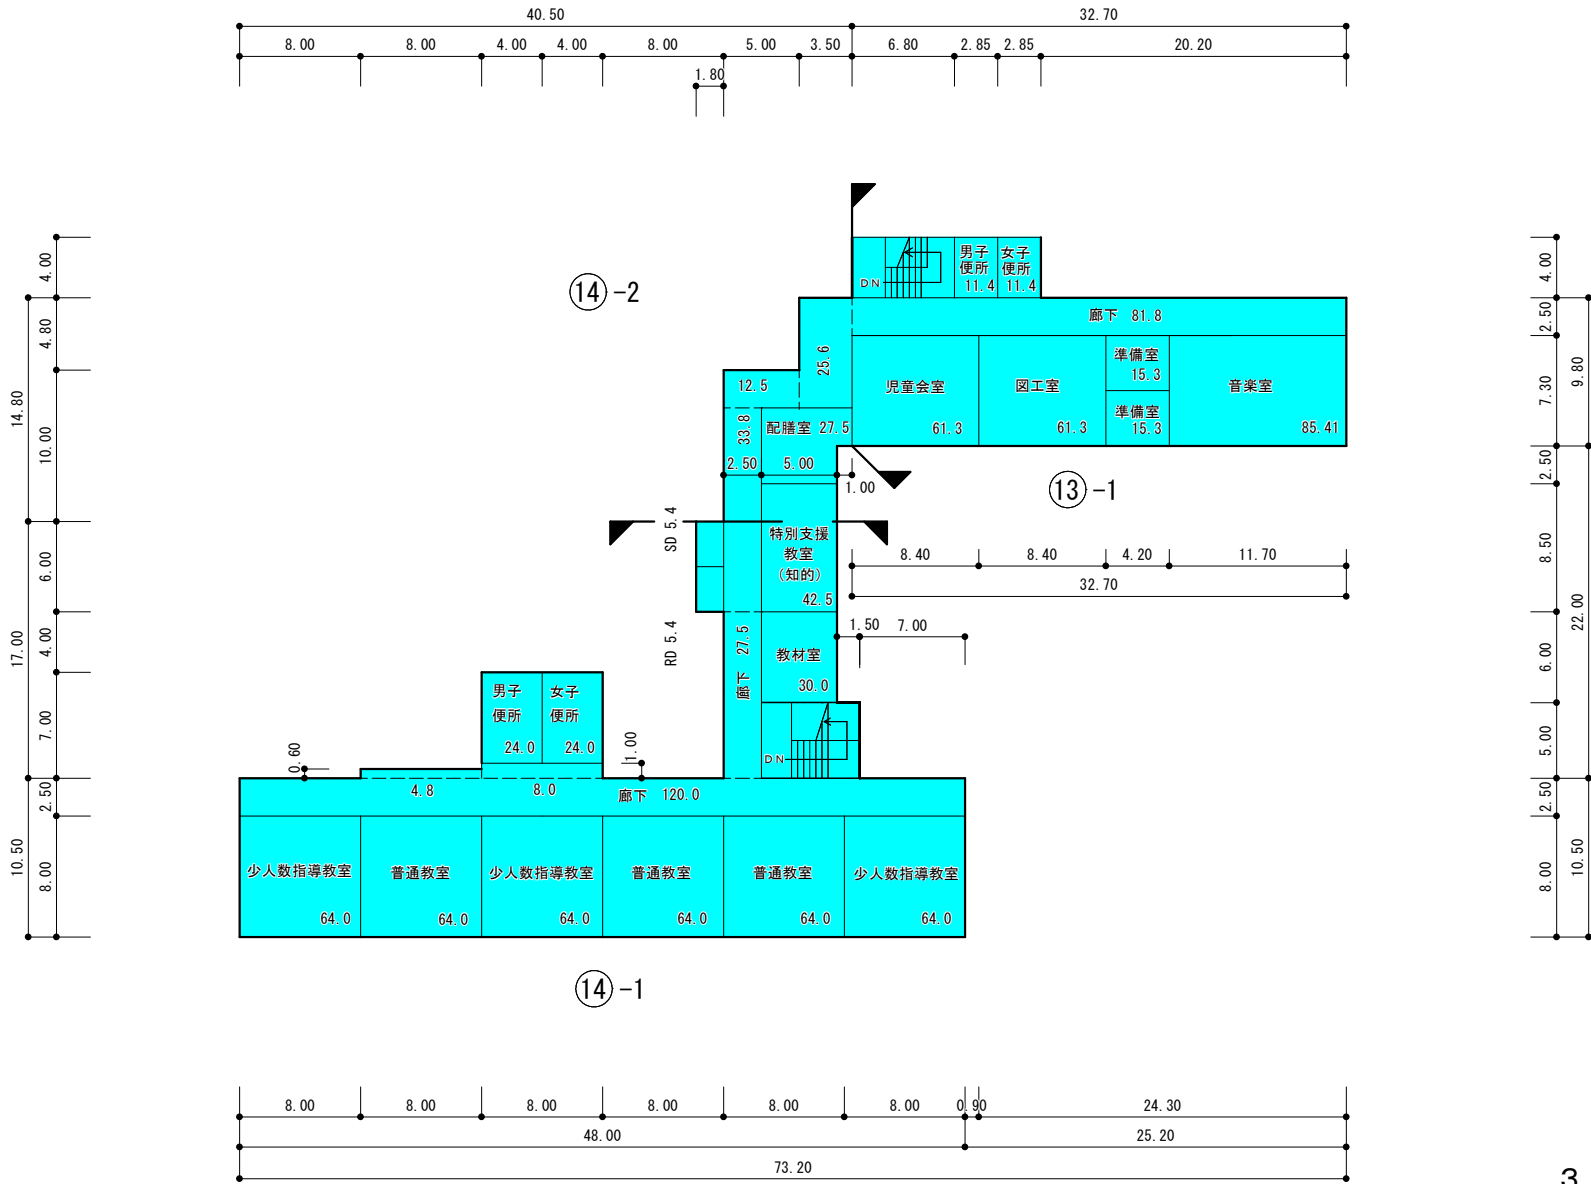 40.50 32.70
8.00 8.00 4.00 4.00 8.00 5.00 3.50 6.80 2.85 2.85 20.20
1.80
14-2
4.00
4.80
14.80
10.00
6.00
17.00
4.00
7.00
2.50
10.50
8.00
4.00
2.50
9.80
7.30
2.50
8.50
22.00
6.00
5.00
2.50
10.50
8.00
男子
便所
11.4
女子
便所
11.4
DN
廊下 81.8
25.6
12.5
33.8
児童会室
61.3
図工室
61.3
準備室
15.3
準備室
15.3
音楽室
85.41
配膳室 27.5
2.50 5.00
1.00
13-1
SD 5.4
特別支援
教室
(知的)
42.5
8.40 8.40 4.20 11.70
32.70
1.50 7.00
RD 5.4
廊下 27.5
教材室
30.0
DN
男子
便所
24.0
女子
便所
24.0
0.60
1.00
4.8 8.0 廊下 120.0
少人数指導教室
64.0
普通教室
64.0
少人数指導教室
64.0
普通教室
64.0
普通教室
64.0
少人数指導教室
64.0
14-1
8.00 8.00 8.00 8.00 8.00 8.00 0.90 24.30
48.00 25.20
73.20
3